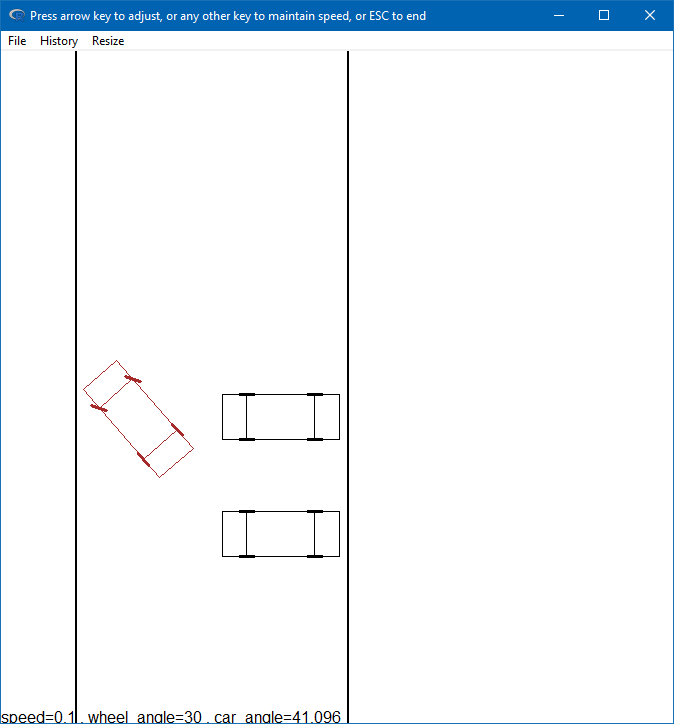 Press arrow key to adjust, or any other key to maintain speed, or ESC to end
File History Resize
speed=0.1 , wheel_angle=30 , car_angle=41.096